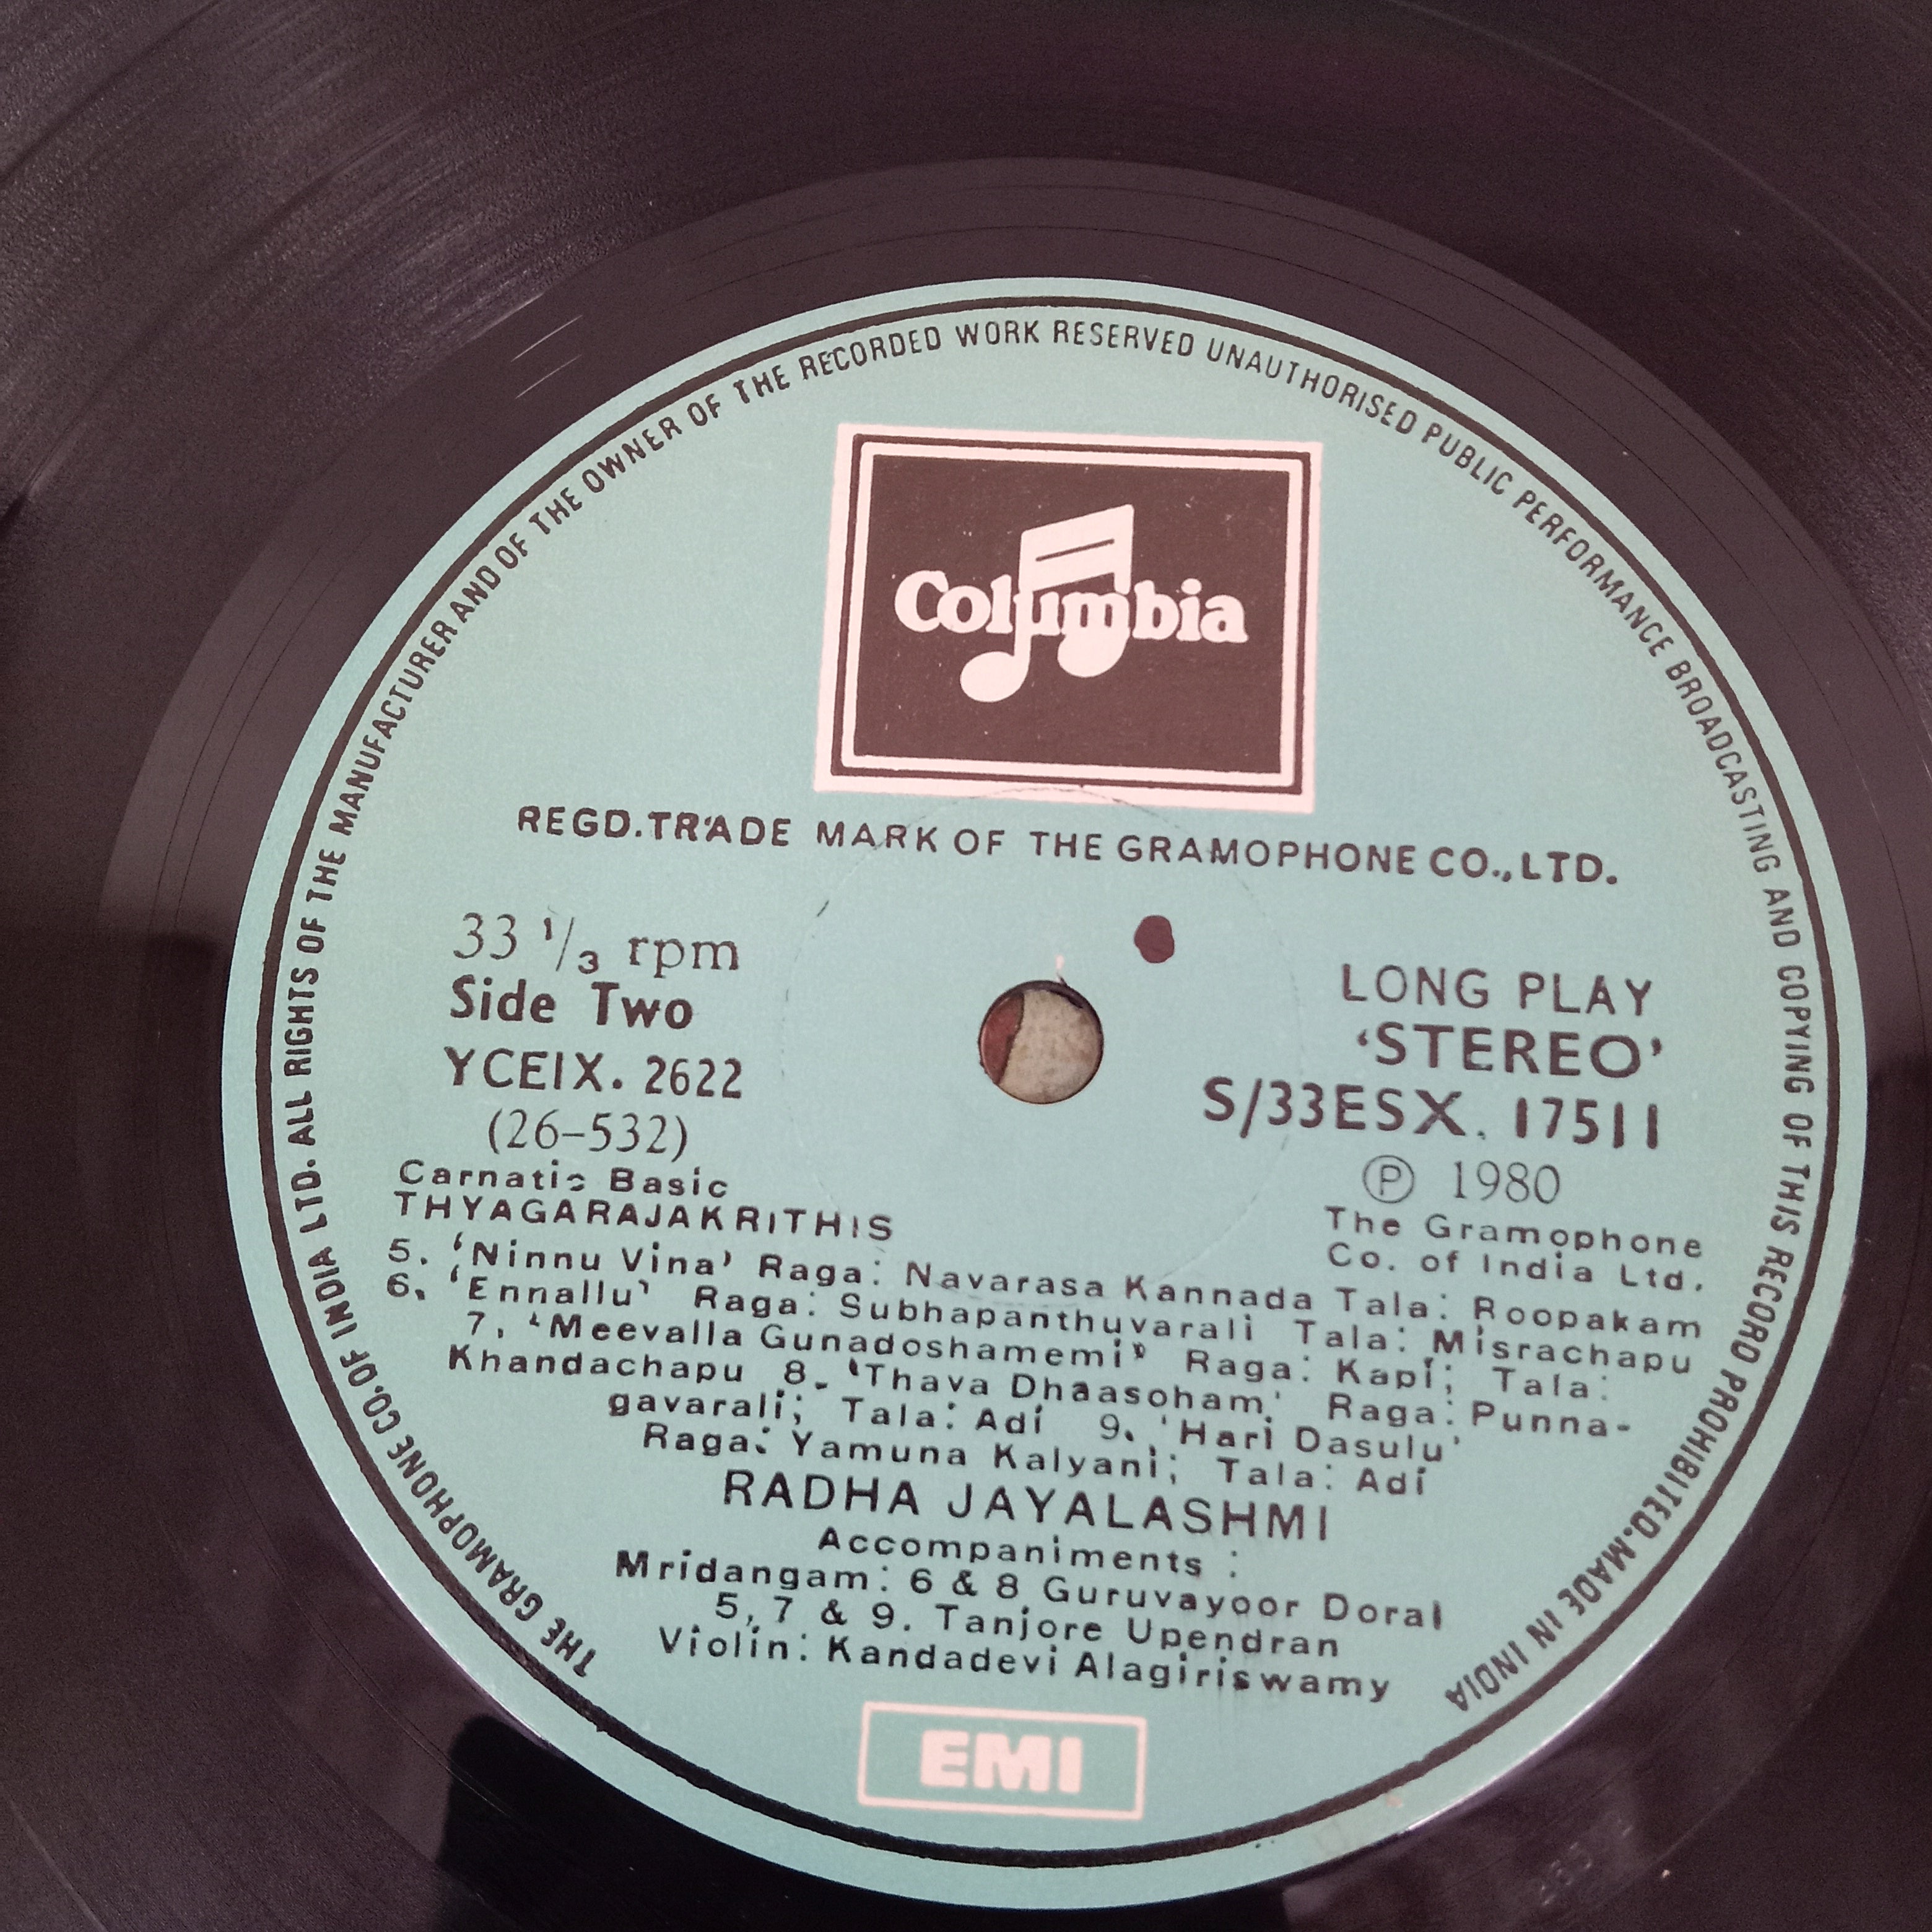 THE GRAMOPHONE CO.OF INDIA LTD. ALL RIGHTS OF THE MANUFACTURER AND OF THE OWNER OF THE RECORDED WORK RESERVED UNAUTHORISED PUBLIC PERFORMANCE BROADCASTING AND COPYING OF THIS RECORD PROHIBITED. MADE IN INDIA
Columbia
REGD. TRADE MARK OF THE GRAMOPHONE CO., LTD.
33 1/3 rpm
Side Two
YCEIX. 2622
(26-532)
LONG PLAY
'STEREO'
S/33ESX. 17511
℗ 1980
The Gramophone
Co. of India Ltd.
Carnatic Basic
THYAGARAJAKRITHIS
5. 'Ninnu Vina' Raga: Navarasa Kannada Tala: Roopakam
6. 'Ennallu' Raga: Subhapanthuvarali Tala: Misrachapu
7. 'Meevalla Gunadoshamemi' Raga: Kapi; Tala:
Khandachapu 8. 'Thava Dhaasoham' Raga: Punna-
gavarali; Tala: Adi 9. 'Hari Dasulu'
Raga: Yamuna Kalyani; Tala: Adi
RADHA JAYALASHMI
Accompaniments :
Mridangam: 6 & 8. Guruvayoor Dorai
5, 7 & 9. Tanjore Upendran
Violin: Kandadevi Alagiriswamy
EMI